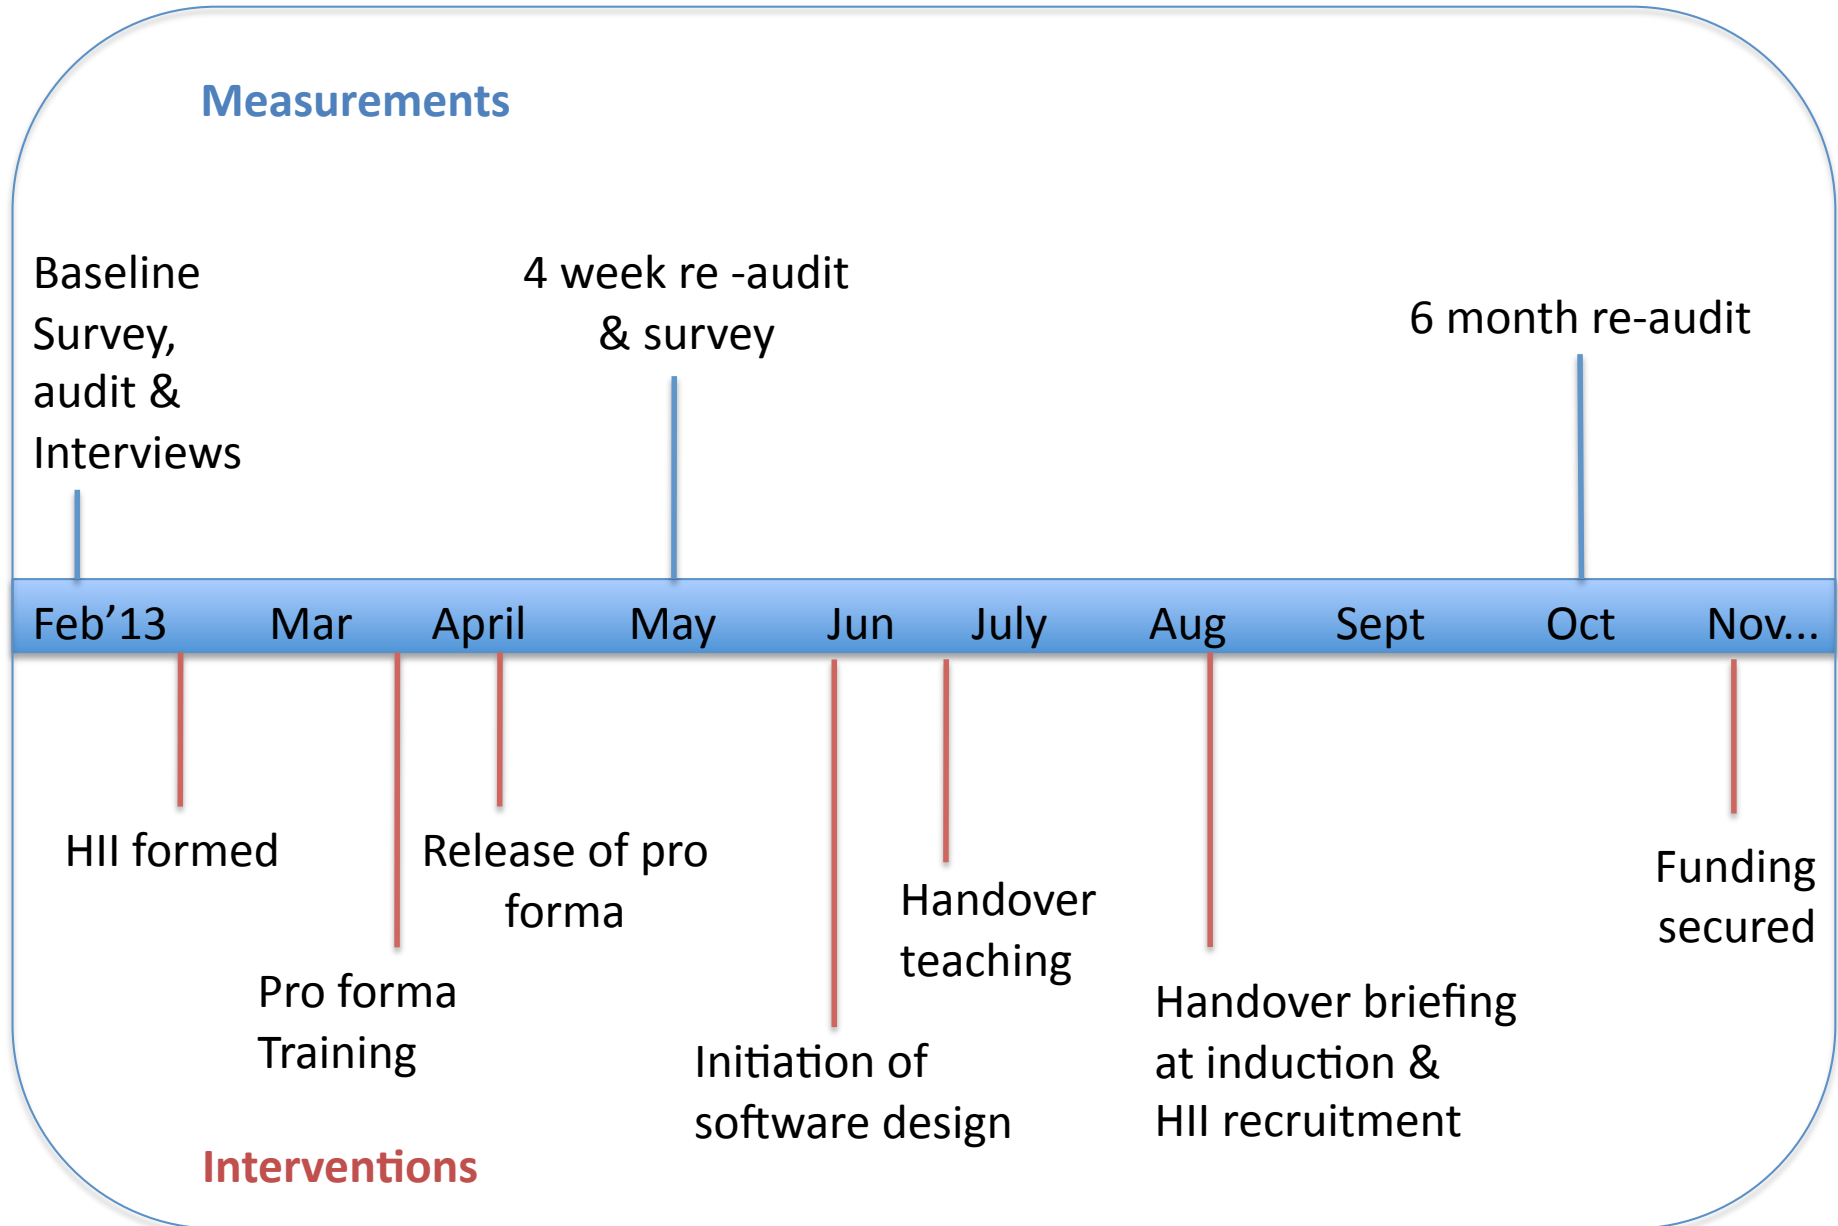 Measurements
Baseline
Survey,
audit &
Interviews
4 week re -audit
& survey
6 month re-audit
Feb’13 Mar April May Jun July Aug Sept Oct Nov...
HII formed
Release of pro
forma
Pro forma
Training
Initiation of
software design
Handover
teaching
Handover briefing
at induction &
HII recruitment
Funding
secured
Interventions